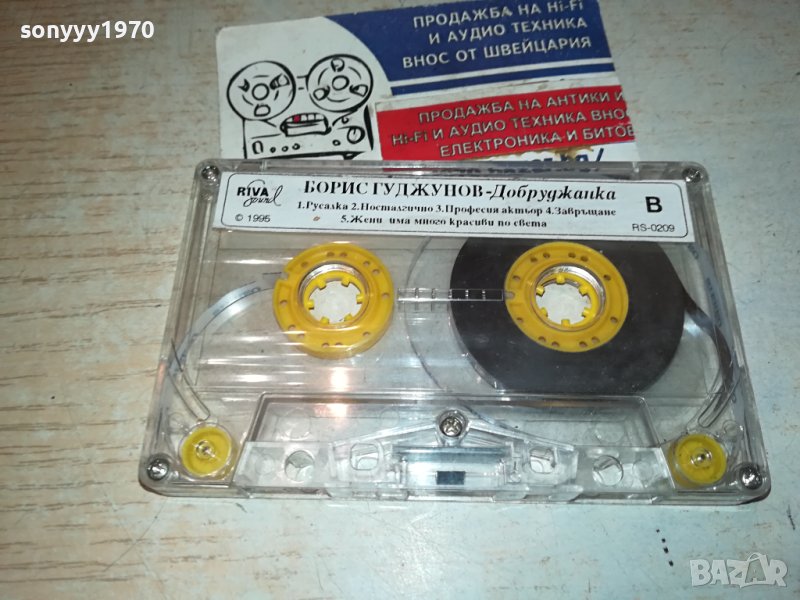 sonyyy1970
ПРОДАЖБА НА Hi-Fi
И АУДИО ТЕХНИКА
ВНОС ОТ ШВЕЙЦАРИЯ
ПРОДАЖБА НА АНТИКИ И
Hi-Fi И АУДИО ТЕХНИКА ВНОС
ЕЛЕКТРОНИКА И БИТОВ
RIVA Sound
© 1995
БОРИС ГУДЖУНОВ-Добруджанка
1.Русалка 2.Носталгично 3.Професия актьор 4.Завръщане
5.Жени има много красиви по света
B
RS-0209
BAZAR